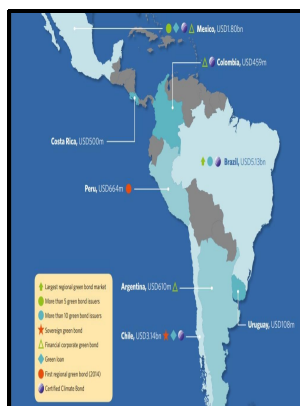 Mexico, USD1.80bn
Colombia, USD459m
Costa Rica, USD500m
Brazil, USD5.13bn
Peru, USD664m
Argentina, USD610m
Uruguay, USD108m
Chile, USD3.14bn
Largest regional green bond market
More than 5 green bond issuers
More than 10 green bond issuers
Sovereign green bond
Financial corporate green bond
Green loan
First regional green bond (2014)
Certified Climate Bond